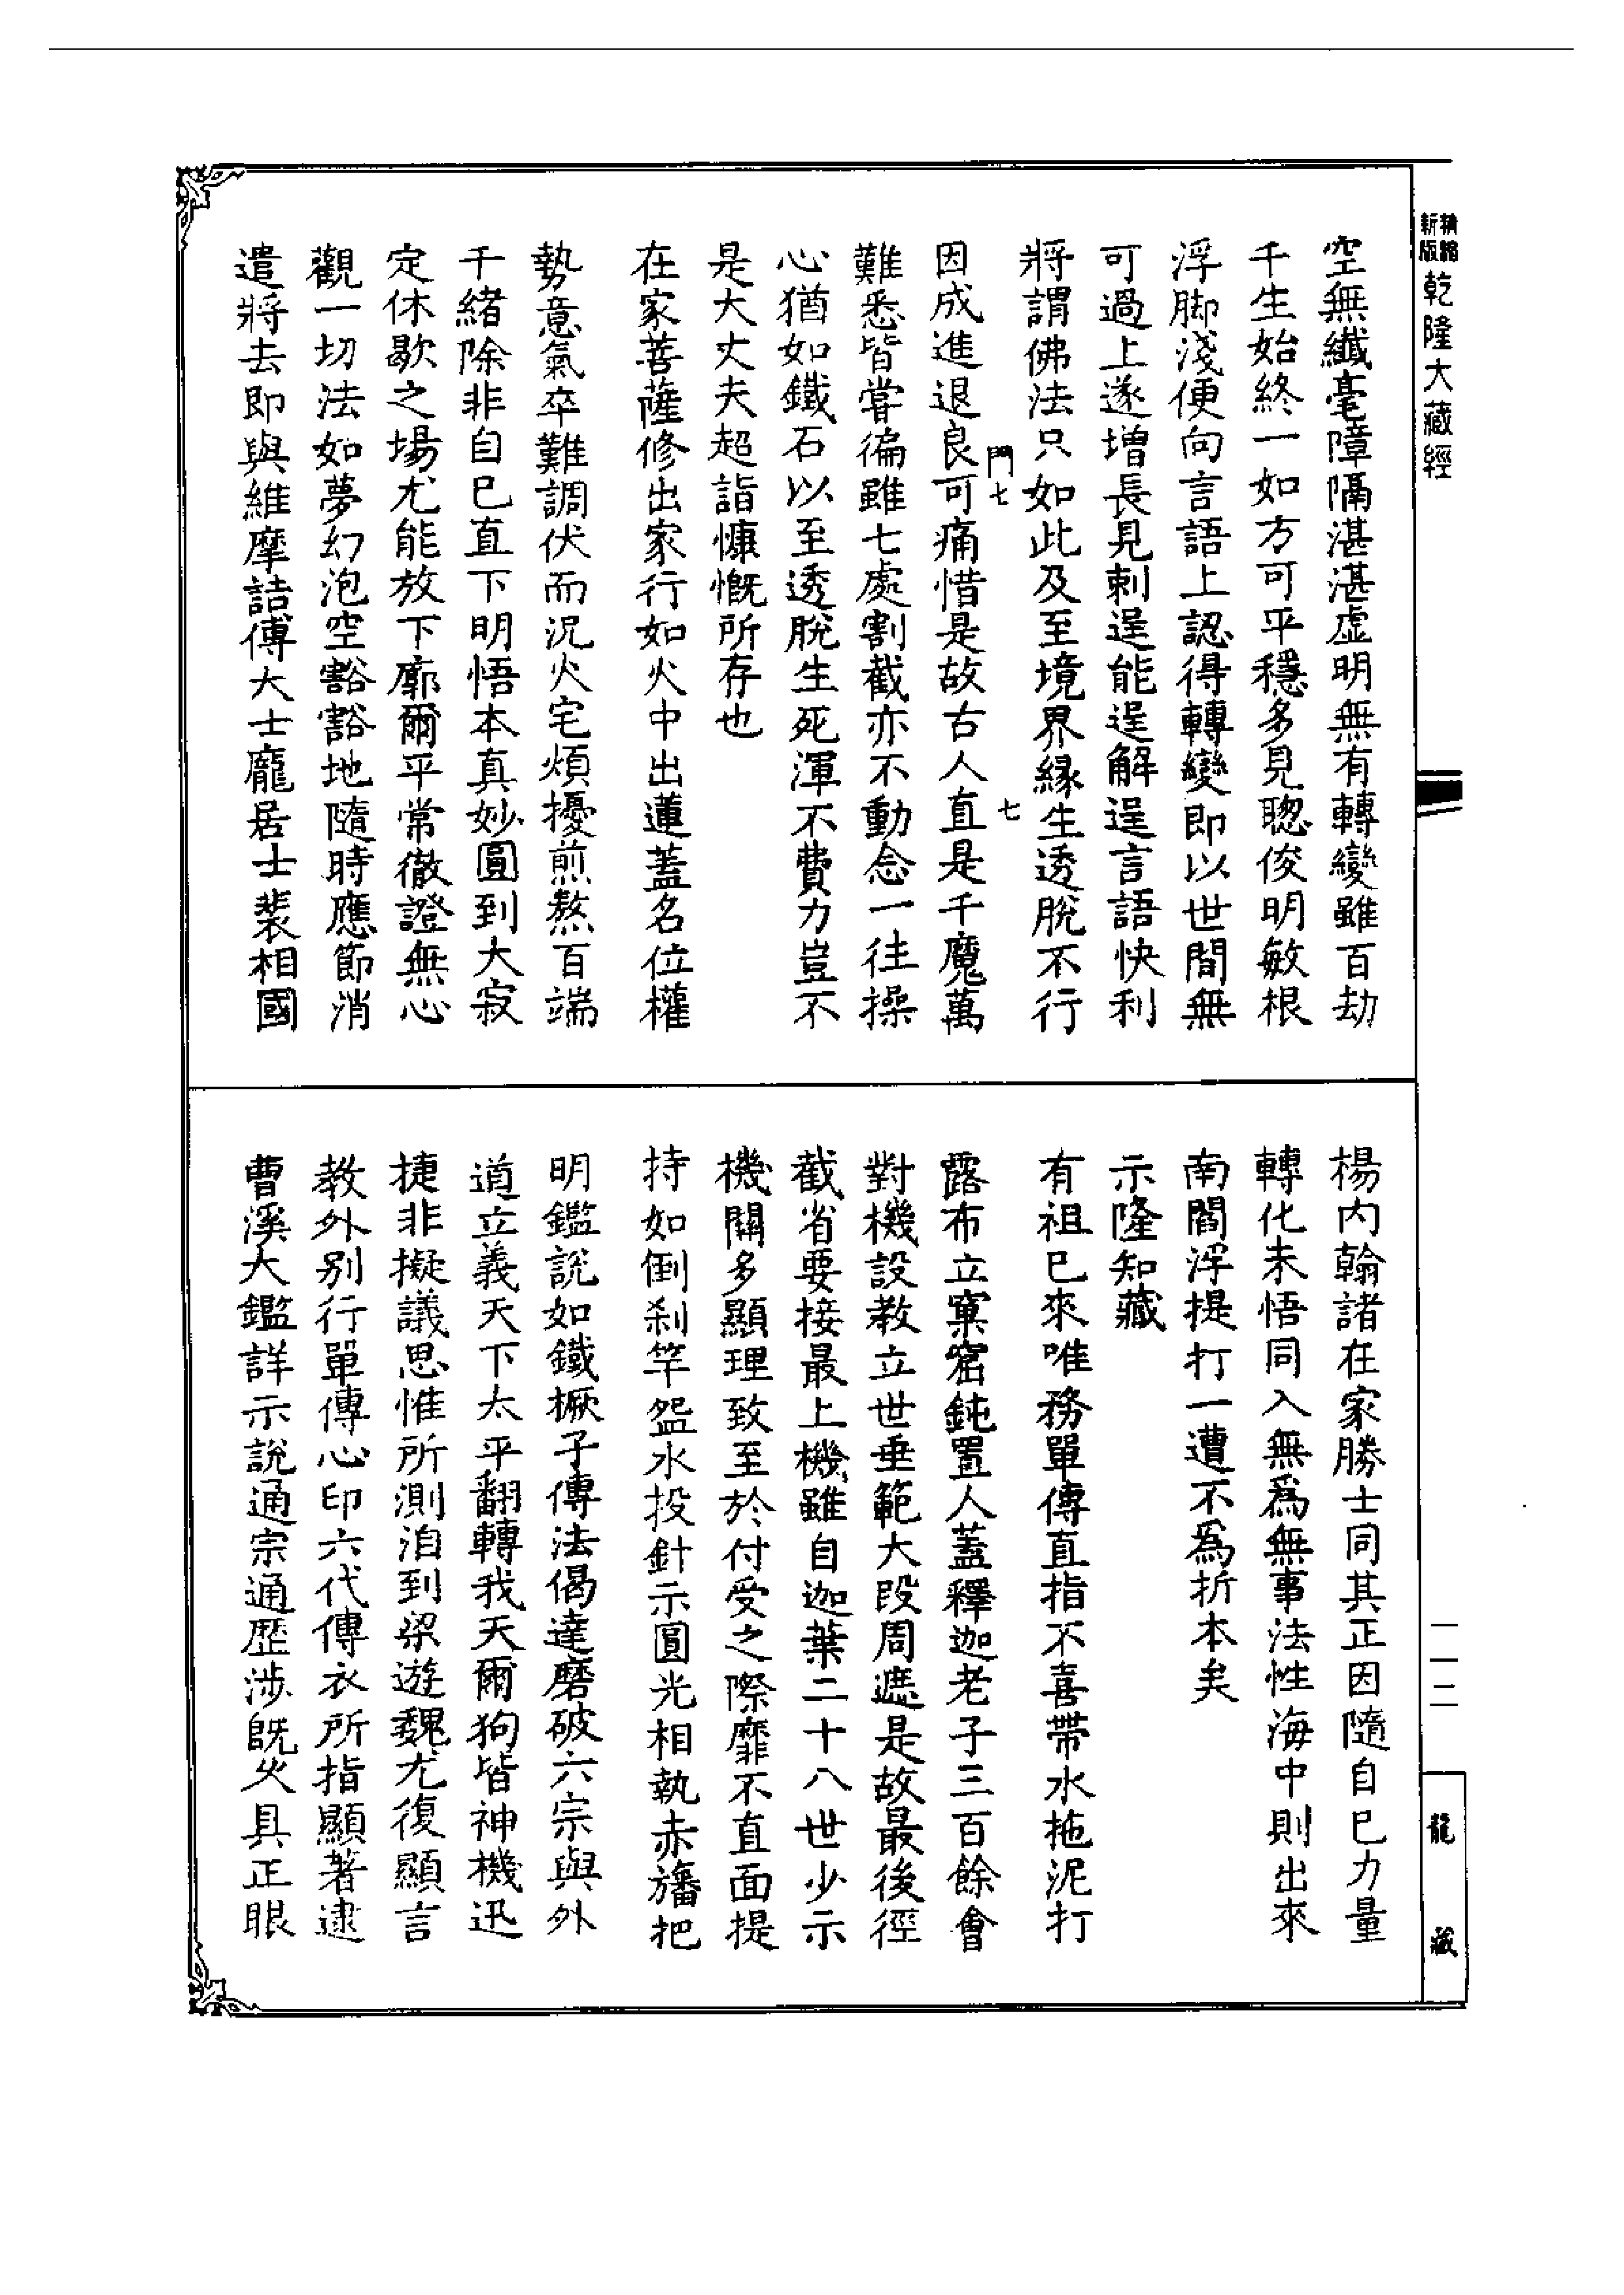 新版精縮乾隆大藏經
空無纖毫障隔湛湛虛明無有轉變雖百劫
千生始終一如方可平穩多見聰俊明敏根
浮脚淺便向言語上認得轉變即以世間無
可過上遂增長見刺逞能逞解逞言語快利
將謂佛法只如此及至境界緣生透脫不行
門七 七
因成進退良可痛惜是故古人直是千魔萬
難悉皆嘗徧雖七處割截亦不動念一往操
心猶如鐵石以至透脫生死渾不費力豈不
是大丈夫超詣慷慨所存也
在家菩薩修出家行如火中出蓮蓋名位權
勢意氣卒難調伏而況火宅煩擾煎熬百端
千緒除非自已直下明悟本真妙圓到大寂
定休歇之場尤能放下廓爾平常徹證無心
觀一切法如夢幻泡空豁豁地隨時應節消
遣將去即與維摩詰傅大士龐居士裴相國
楊內翰諸在家勝士同其正因隨自已力量
轉化未悟同入無爲無事法性海中則出來
南閻浮提打一遭不爲折本矣
示隆知藏
有祖已來唯務單傳直指不喜帶水拖泥打
露布立窠窟鈍置人蓋釋迦老子三百餘會
對機設教立世垂範大段周遮是故最後徑
截省要接最上機雖自迦葉二十八世少示
機關多顯理致至於付受之際靡不直面提
持如倒刹竿盌水投針示圓光相執赤旛把
明鑑說如鐵橛子傳法偈達磨破六宗與外
道立義天下太平翻轉我天爾狗皆神機迅
捷非擬議思惟所測洎到梁遊魏尤復顯言
教外別行單傳心印六代傳衣所指顯著逮
曹溪大鑑詳示說通宗通歷涉既久具正眼
一一二
龍藏